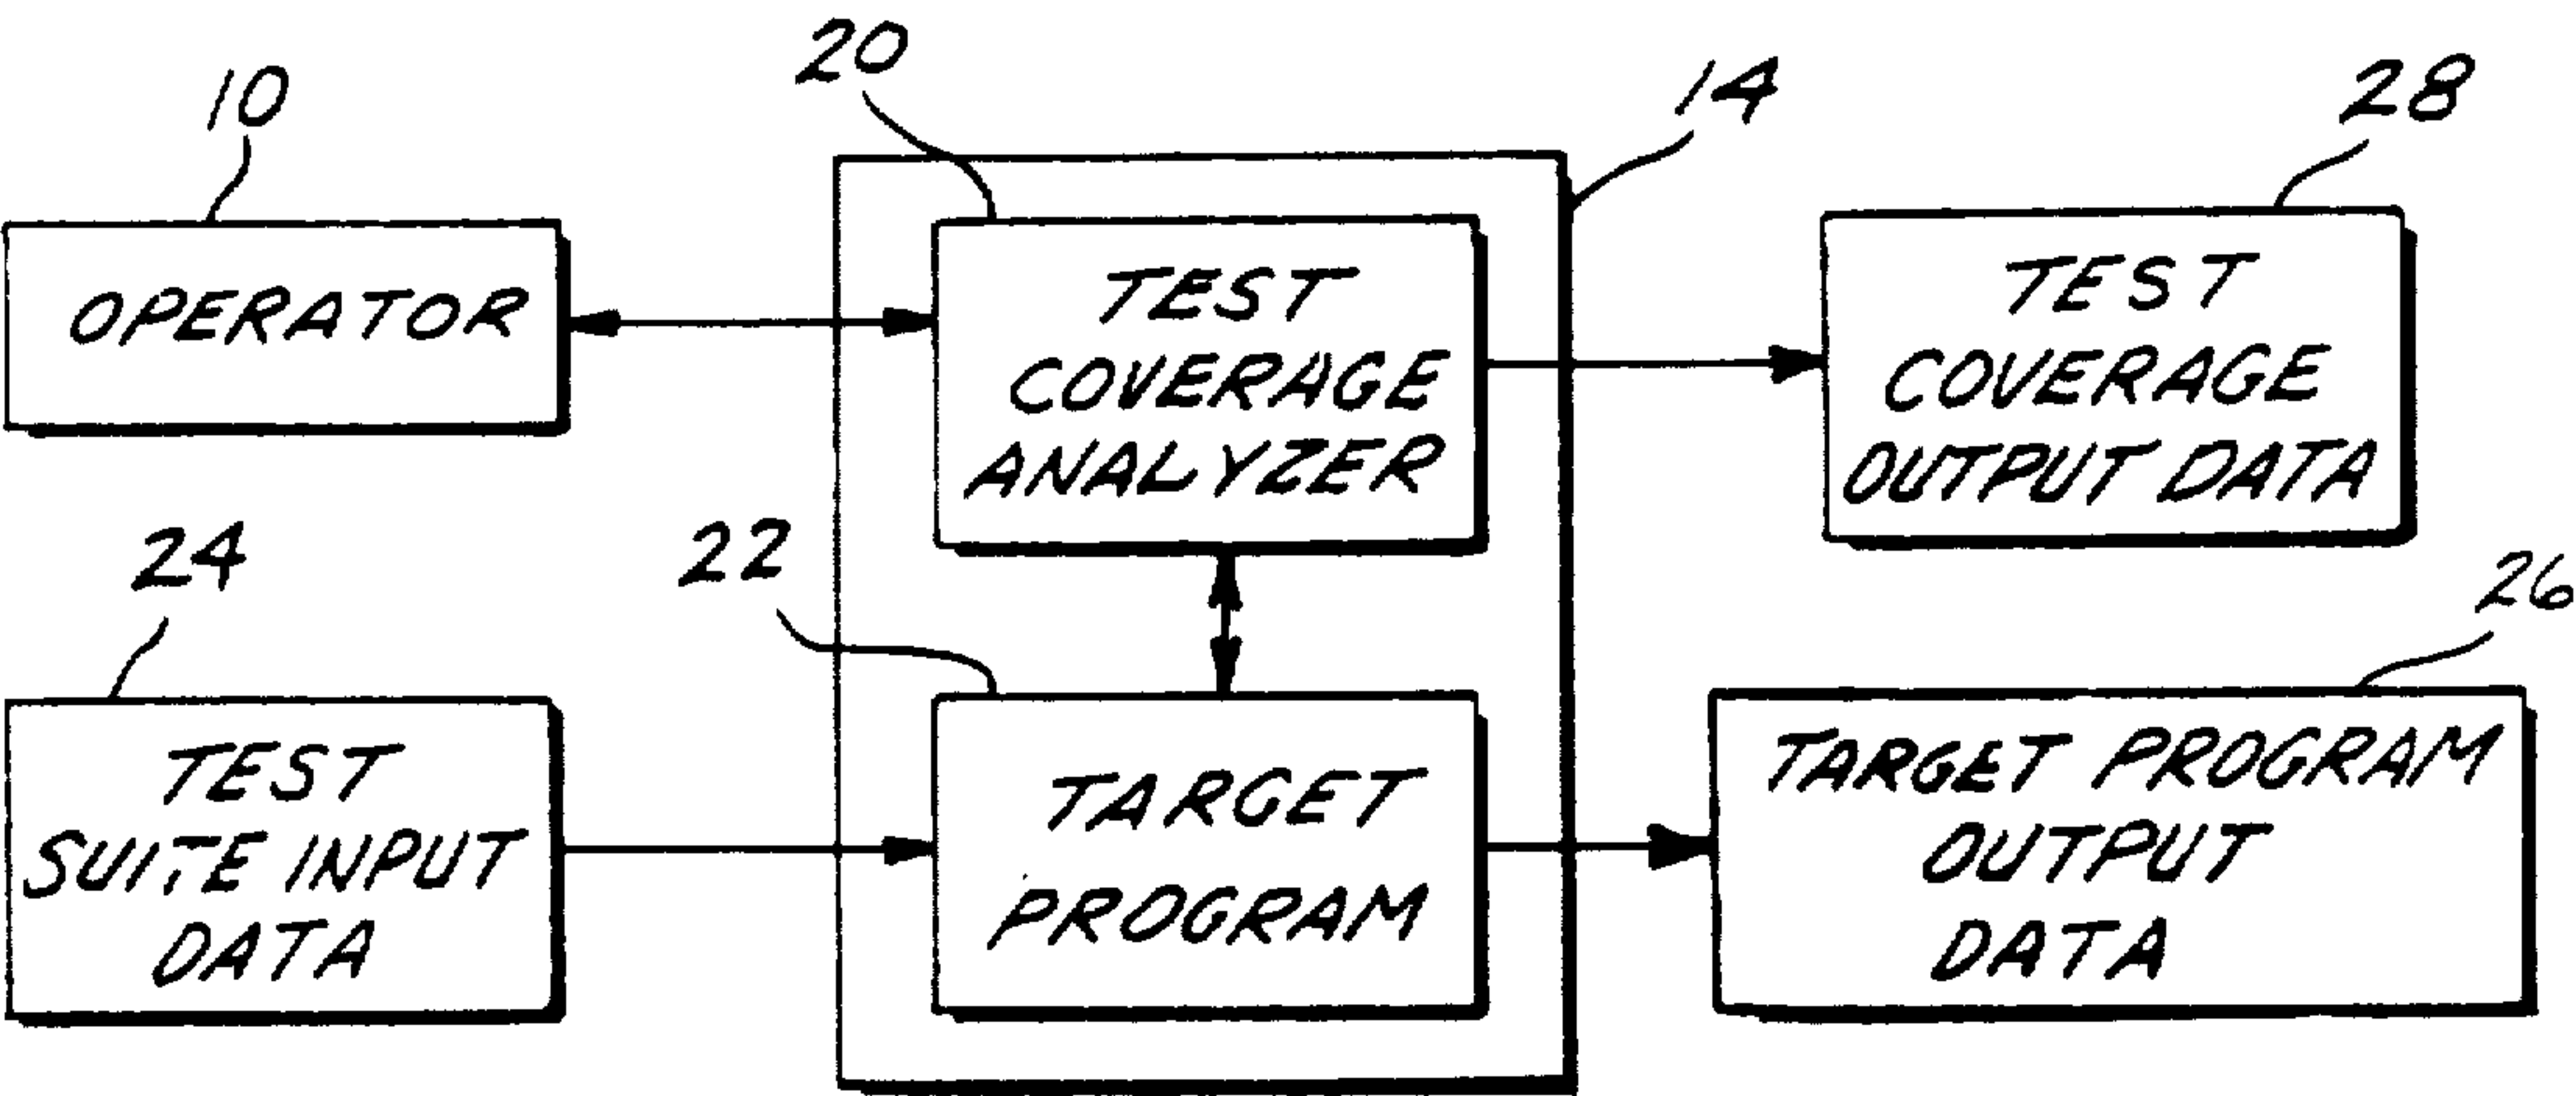 20
10
14
28
OPERATOR
TEST
COVERAGE
ANALYZER
TEST
COVERAGE
OUTPUT DATA
24
22
26
TEST
SUITE INPUT
DATA
TARGET
PROGRAM
TARGET PROGRAM
OUTPUT
DATA